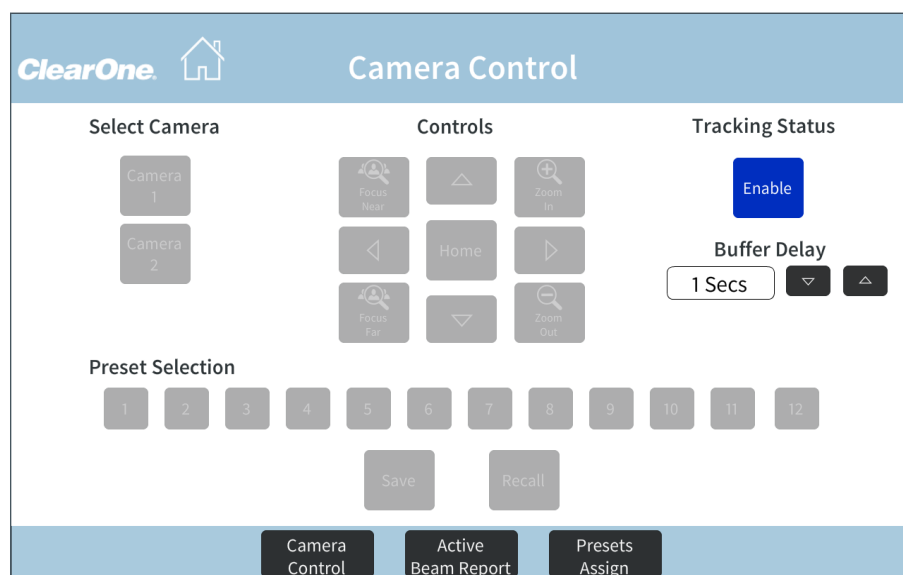 ClearOne.
Camera Control
Select Camera
Controls
Tracking Status
Camera
1
Camera
2
Focus
Near
Zoom
In
Home
Focus
Far
Zoom
Out
Enable
Buffer Delay
1 Secs
Preset Selection
1 2 3 4 5 6 7 8 9 10 11 12
Save
Recall
Camera
Control
Active
Beam Report
Presets
Assign